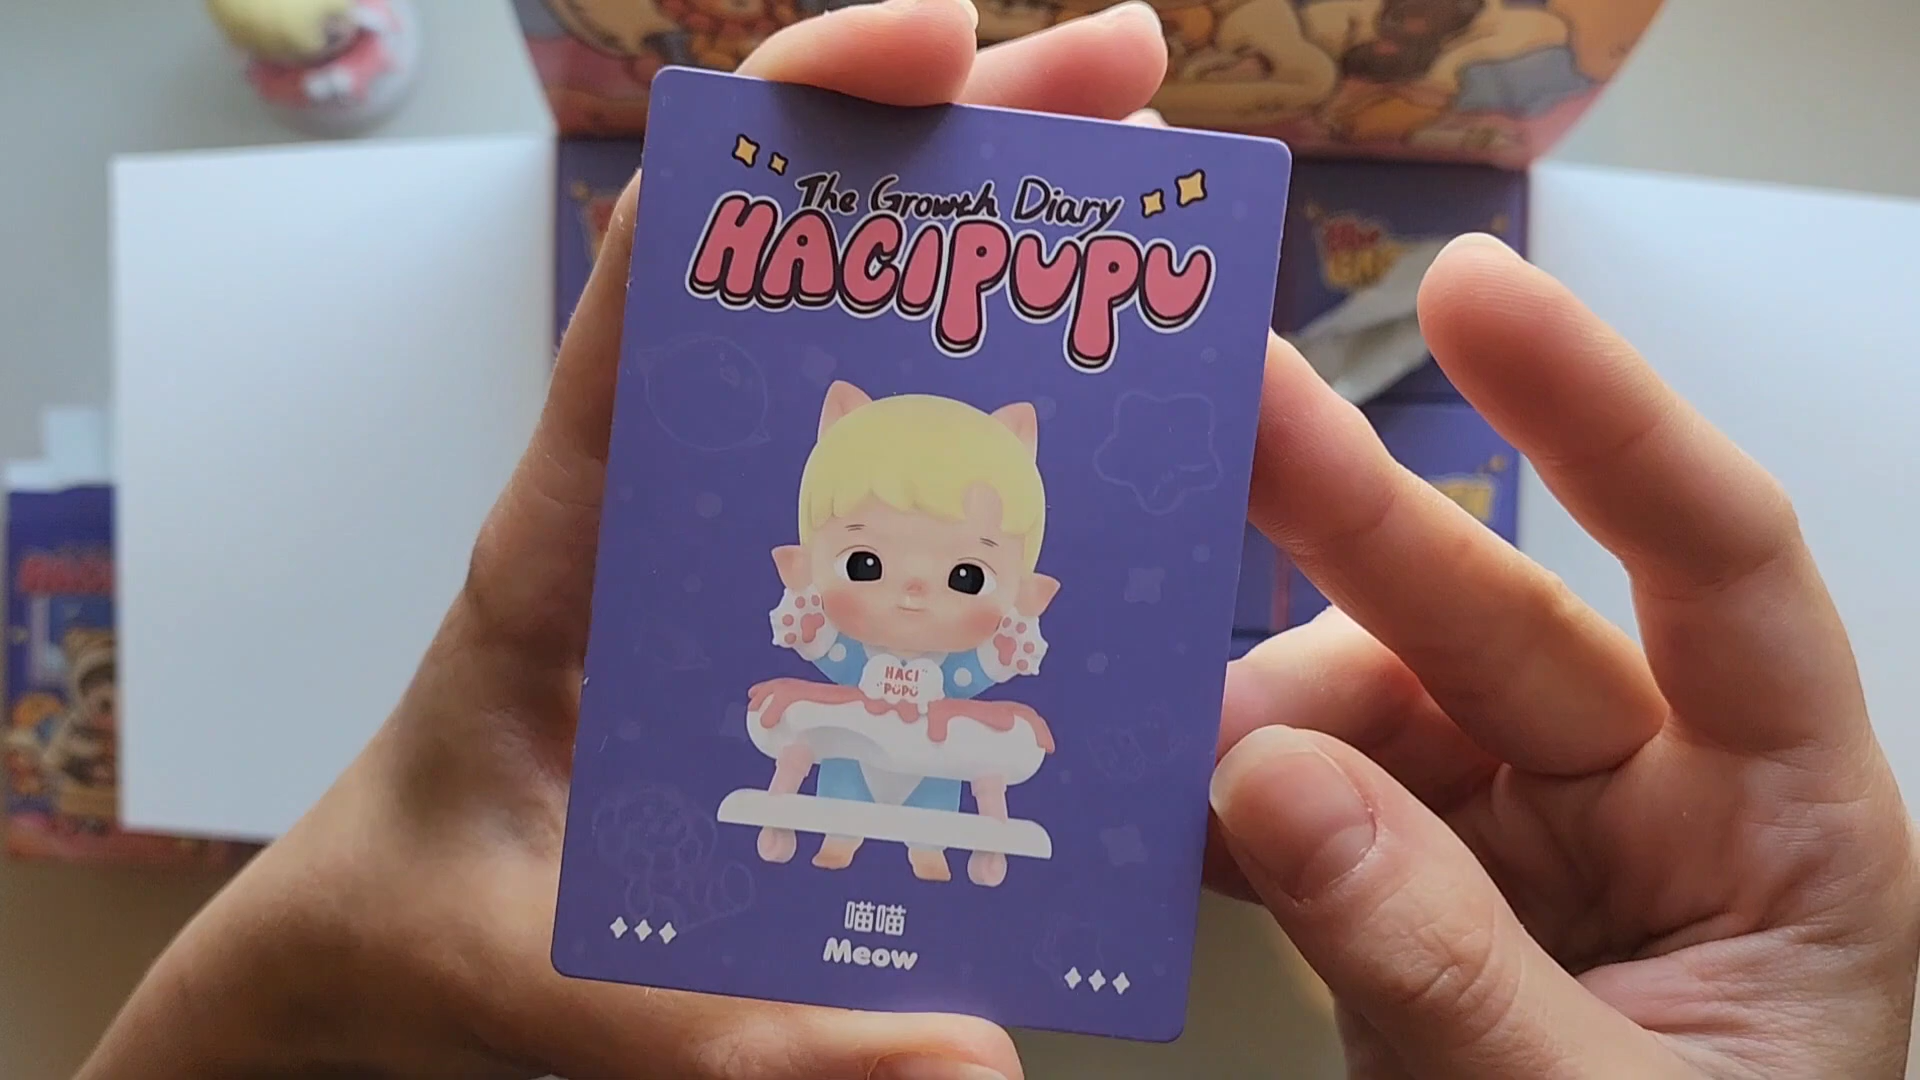 The Growth Diary
HACIPUPU
HACI
PUPU
喵喵
Meow